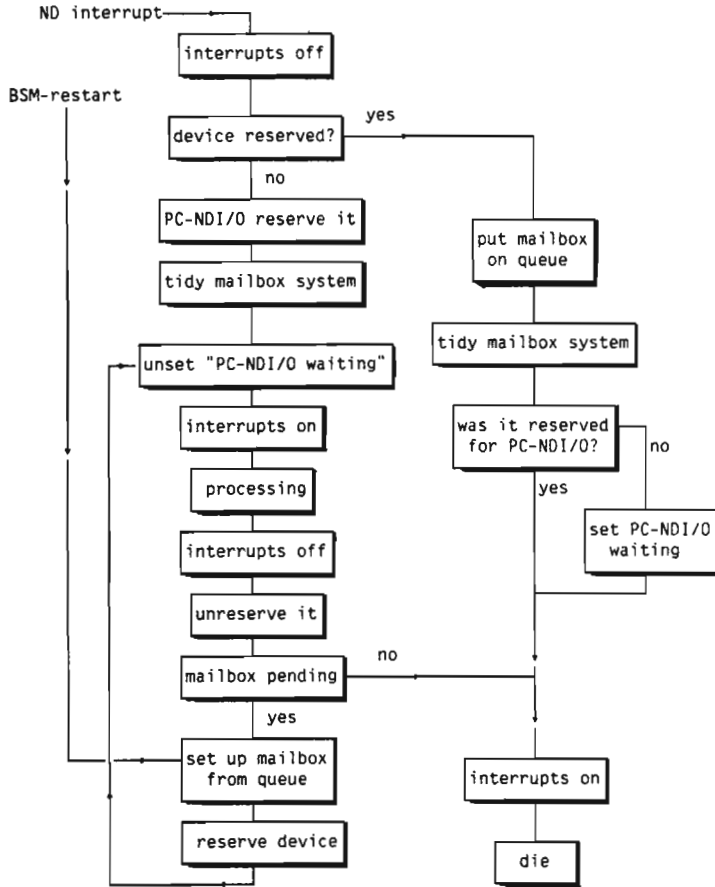 ND interrupt
interrupts off
BSM-restart
device reserved?
yes
no
PC-NDI/O reserve it
put mailbox
on queue
tidy mailbox system
tidy mailbox system
unset "PC-NDI/O waiting"
interrupts on
was it reserved
for PC-NDI/O?
no
yes
processing
set PC-NDI/O
waiting
interrupts off
unreserve it
mailbox pending
no
yes
set up mailbox
from queue
interrupts on
reserve device
die